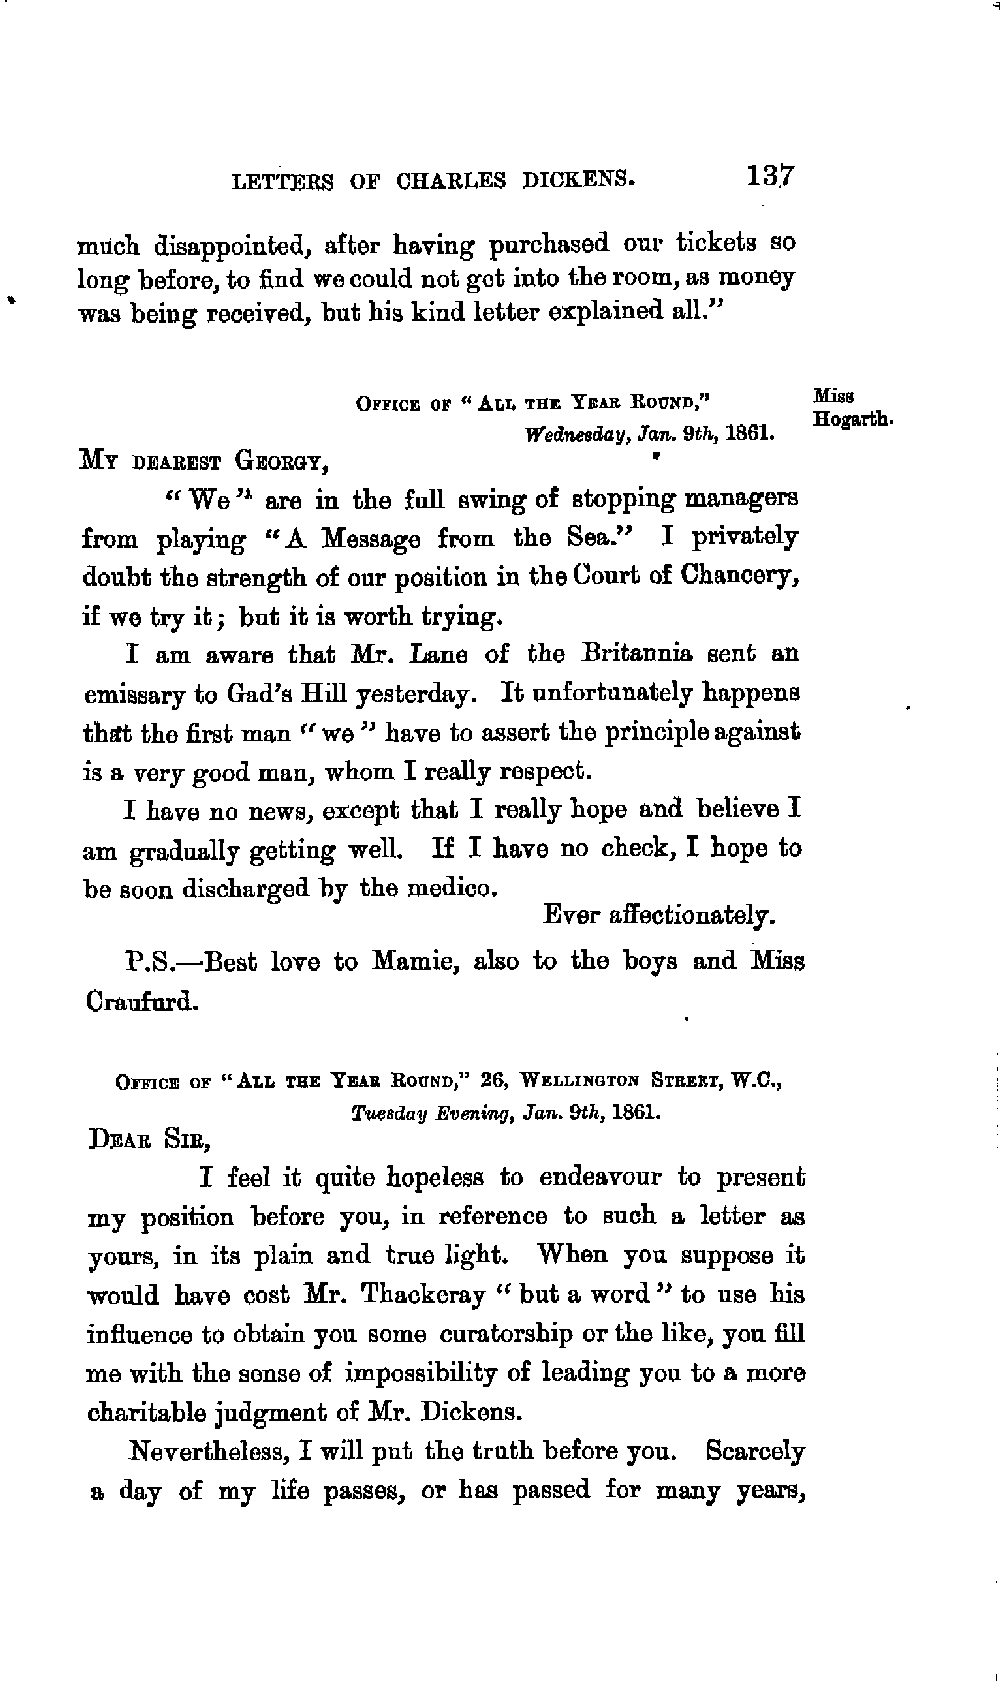 LETTERS OF CHARLES DICKENS. 137
much disappointed, after having purchased our tickets so
long before, to find we could not get into the room, as money
was being received, but his kind letter explained all.”
OFFICE OF “ALL THE YEAR ROUND,”
Miss
Hogarth.
Wednesday, Jan. 9th, 1861.
MY DEAREST GEORGY,
“We” are in the full swing of stopping managers
from playing “A Message from the Sea.” I privately
doubt the strength of our position in the Court of Chancery,
if we try it; but it is worth trying.
I am aware that Mr. Lane of the Britannia sent an
emissary to Gad’s Hill yesterday. It unfortunately happens
that the first man “we” have to assert the principle against
is a very good man, whom I really respect.
I have no news, except that I really hope and believe I
am gradually getting well. If I have no check, I hope to
be soon discharged by the medico.
Ever affectionately.
P.S.—Best love to Mamie, also to the boys and Miss
Craufurd.
OFFICE OF “ALL THE YEAR ROUND,” 26, WELLINGTON STREET, W.C.,
Tuesday Evening, Jan. 9th, 1861.
DEAR SIR,
I feel it quite hopeless to endeavour to present
my position before you, in reference to such a letter as
yours, in its plain and true light. When you suppose it
would have cost Mr. Thackeray “but a word” to use his
influence to obtain you some curatorship or the like, you fill
me with the sense of impossibility of leading you to a more
charitable judgment of Mr. Dickens.
Nevertheless, I will put the truth before you. Scarcely
a day of my life passes, or has passed for many years,